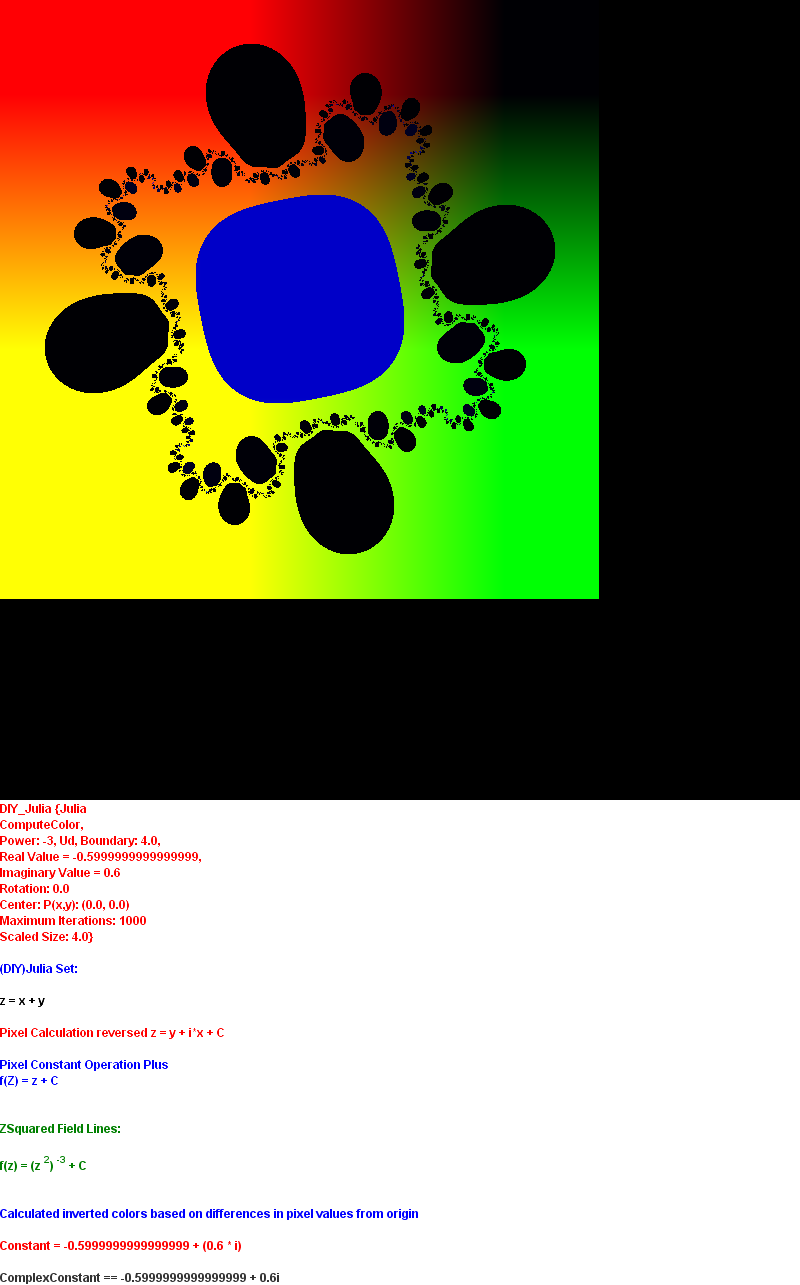 DIY_Julia {Julia
ComputeColor,
Power: -3, Ud, Boundary: 4.0,
Real Value = -0.5999999999999999,
Imaginary Value = 0.6
Rotation: 0.0
Center: P(x,y): (0.0, 0.0)
Maximum Iterations: 1000
Scaled Size: 4.0}
(DIY)Julia Set:
z = x + y
Pixel Calculation reversed z = y + i*x + C
Pixel Constant Operation Plus
f(Z) = z + C
ZSquared Field Lines:
f(z) = (z ²) ⁻³ + C
Calculated inverted colors based on differences in pixel values from origin
Constant = -0.5999999999999999 + (0.6 * i)
ComplexConstant == -0.5999999999999999 + 0.6i